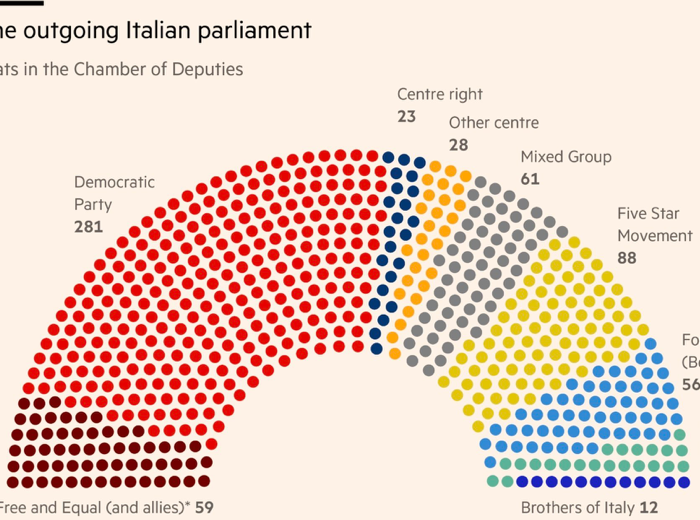 he outgoing Italian parliament
ats in the Chamber of Deputies
Centre right
23
Other centre
28
Mixed Group
61
Democratic
Party
281
Five Star
Movement
88
Fo
(Be
56
Free and Equal (and allies)* 59
Brothers of Italy 12